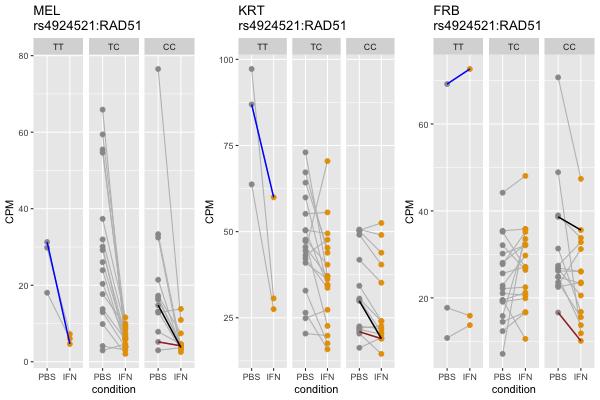 MEL
rs4924521:RAD51
TT TC CC
80
60
40
20
0
CPM
PBS IFN PBS IFN PBS IFN
condition
KRT
rs4924521:RAD51
TT TC CC
100
75
50
25
CPM
PBS IFN PBS IFN PBS IFN
condition
FRB
rs4924521:RAD51
TT TC CC
60
40
20
CPM
PBS IFN PBS IFN PBS IFN
condition